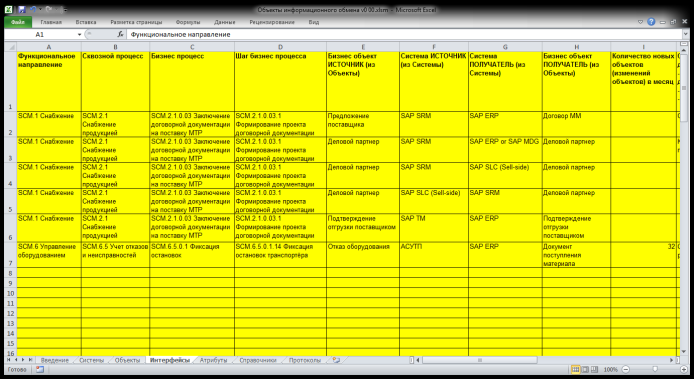 Объекты информационного обмена v0 00.xlsm - Microsoft Excel
Файл Главная Вставка Разметка страницы Формулы Данные Рецензирование Вид
A1 fx Функциональное направление
A B C D E F G H I
Функциональное направление
Сквозной процесс
Бизнес процесс
Шаг бизнес процесса
Бизнес объект ИСТОЧНИК (из Объекты)
Система ИСТОЧНИК (из Системы)
Система ПОЛУЧАТЕЛЬ (из Системы)
Бизнес объект ПОЛУЧАТЕЛЬ (из Объекты)
Количество новых объектов (изменений объектов) в месяц
1
2 SCM.1 Снабжение SCM.2.1 Снабжение продукцией SCM.2.1.0.03 Заключение договорной документации на поставку МТР SCM.2.1.0.03.1 Формирование проекта договорной документации Предложение поставщика SAP SRM SAP ERP Договор ММ
3 SCM.1 Снабжение SCM.2.1 Снабжение продукцией SCM.2.1.0.03 Заключение договорной документации на поставку МТР SCM.2.1.0.03.1 Формирование проекта договорной документации Деловой партнер SAP SRM SAP ERP or SAP MDG Деловой партнер
4 SCM.1 Снабжение SCM.2.1 Снабжение продукцией SCM.2.1.0.03 Заключение договорной документации на поставку МТР SCM.2.1.0.03.1 Формирование проекта договорной документации Деловой партнер SAP SRM SAP SLC (Sell-side) Деловой партнер
5 SCM.1 Снабжение SCM.2.1 Снабжение продукцией SCM.2.1.0.03 Заключение договорной документации на поставку МТР SCM.2.1.0.03.1 Формирование проекта договорной документации Деловой партнер SAP SLC (Sell-side) SAP SRM Деловой партнер
6 SCM.1 Снабжение SCM.2.1 Снабжение продукцией SCM.2.1.0.03 Заключение договорной документации на поставку МТР SCM.2.1.0.03.1 Формирование проекта договорной документации Подтверждение отгрузки поставщиком SAP TM SAP ERP Подтверждение отгрузки поставщиком
7 SCM.6 Управление оборудованием SCM.6.5 Учет отказов и неисправностей SCM.6.5.0.1 Фиксация остановок SCM.6.5.0.1.14 Фиксация остановок транспортёра Отказ оборудования АСУТП SAP ERP Документ поступления материала 32
8
9
10
11
12
13
14
15
16
Введение Системы Объекты Интерфейсы Атрибуты Справочники Протоколы
Готово 100%